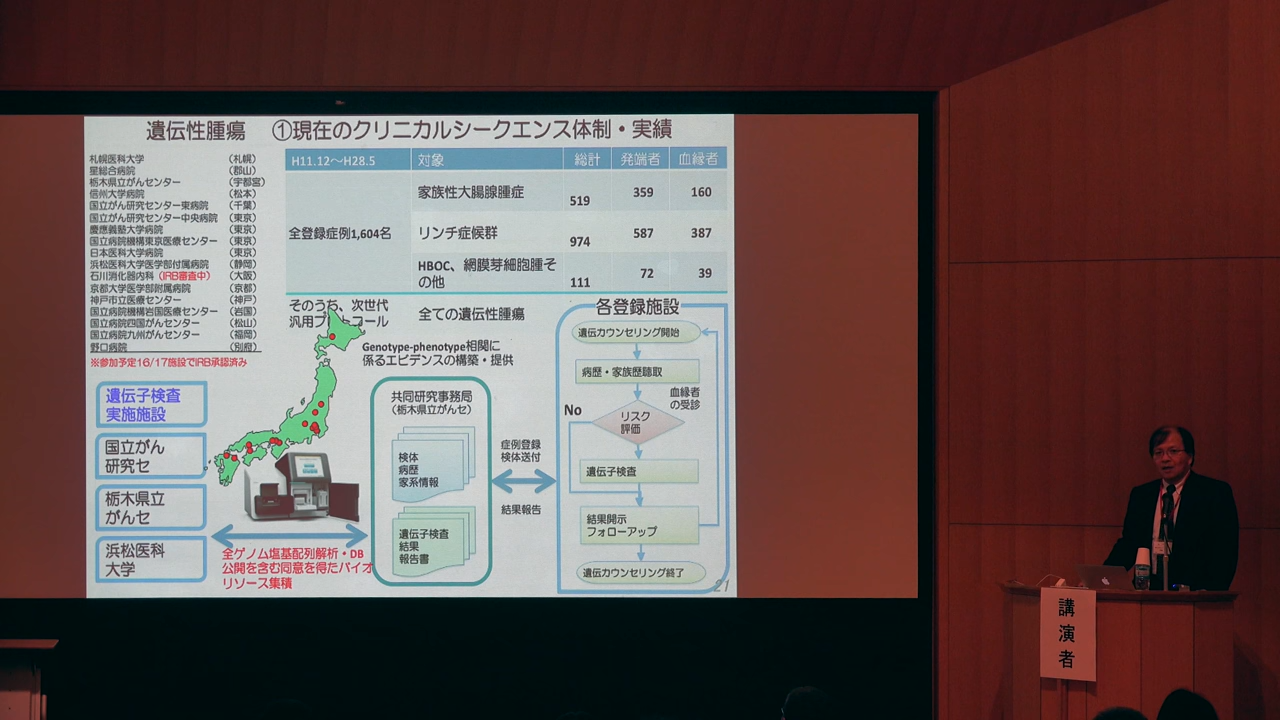 遺伝性腫瘍 ①現在のクリニカルシークエンス体制・実績
札幌医科大学 (札幌)
星総合病院 (郡山)
栃木県立がんセンター (宇都宮)
信州大学病院 (松本)
国立がん研究センター東病院 (千葉)
国立がん研究センター中央病院 (東京)
慶應義塾大学病院 (東京)
国立病院機構東京医療センター (東京)
日本医科大学病院 (東京)
浜松医科大学医学部付属病院 (静岡)
石川消化器内科(IRB審査中) (大阪)
京都大学医学部附属病院 (京都)
神戸市立医療センター (神戸)
国立病院機構岩国医療センター (岩国)
国立病院四国がんセンター (松山)
国立病院九州がんセンター (福岡)
野口病院 (別府)
※参加予定16/17施設でIRB承認済み
H11.12～H28.5 対象 総計 発端者 血縁者
全登録症例1,604名
家族性大腸腺腫症 519 359 160
リンチ症候群 974 587 387
HBOC、網膜芽細胞腫そ
の他 111 72 39
そのうち、次世代
汎用プ コール
全ての遺伝性腫瘍
Genotype-phenotype相関に
係るエビデンスの構築・提供
遺伝子検査
実施施設
国立がん
研究セ
栃木県立
がんセ
浜松医科
大学
全ゲノム塩基配列解析・DB
公開を含む同意を得たバイオ
リソース集積
共同研究事務局
(栃木県立がんセ)
検体
病歴
家系情報
遺伝子検査
結果
報告書
症例登録
検体送付
結果報告
各登録施設
遺伝カウンセリング開始
病歴・家族歴聴取
血縁者
の受診
No
リスク
評価
遺伝子検査
結果開示
フォローアップ
遺伝カウンセリング終了
21
講演者